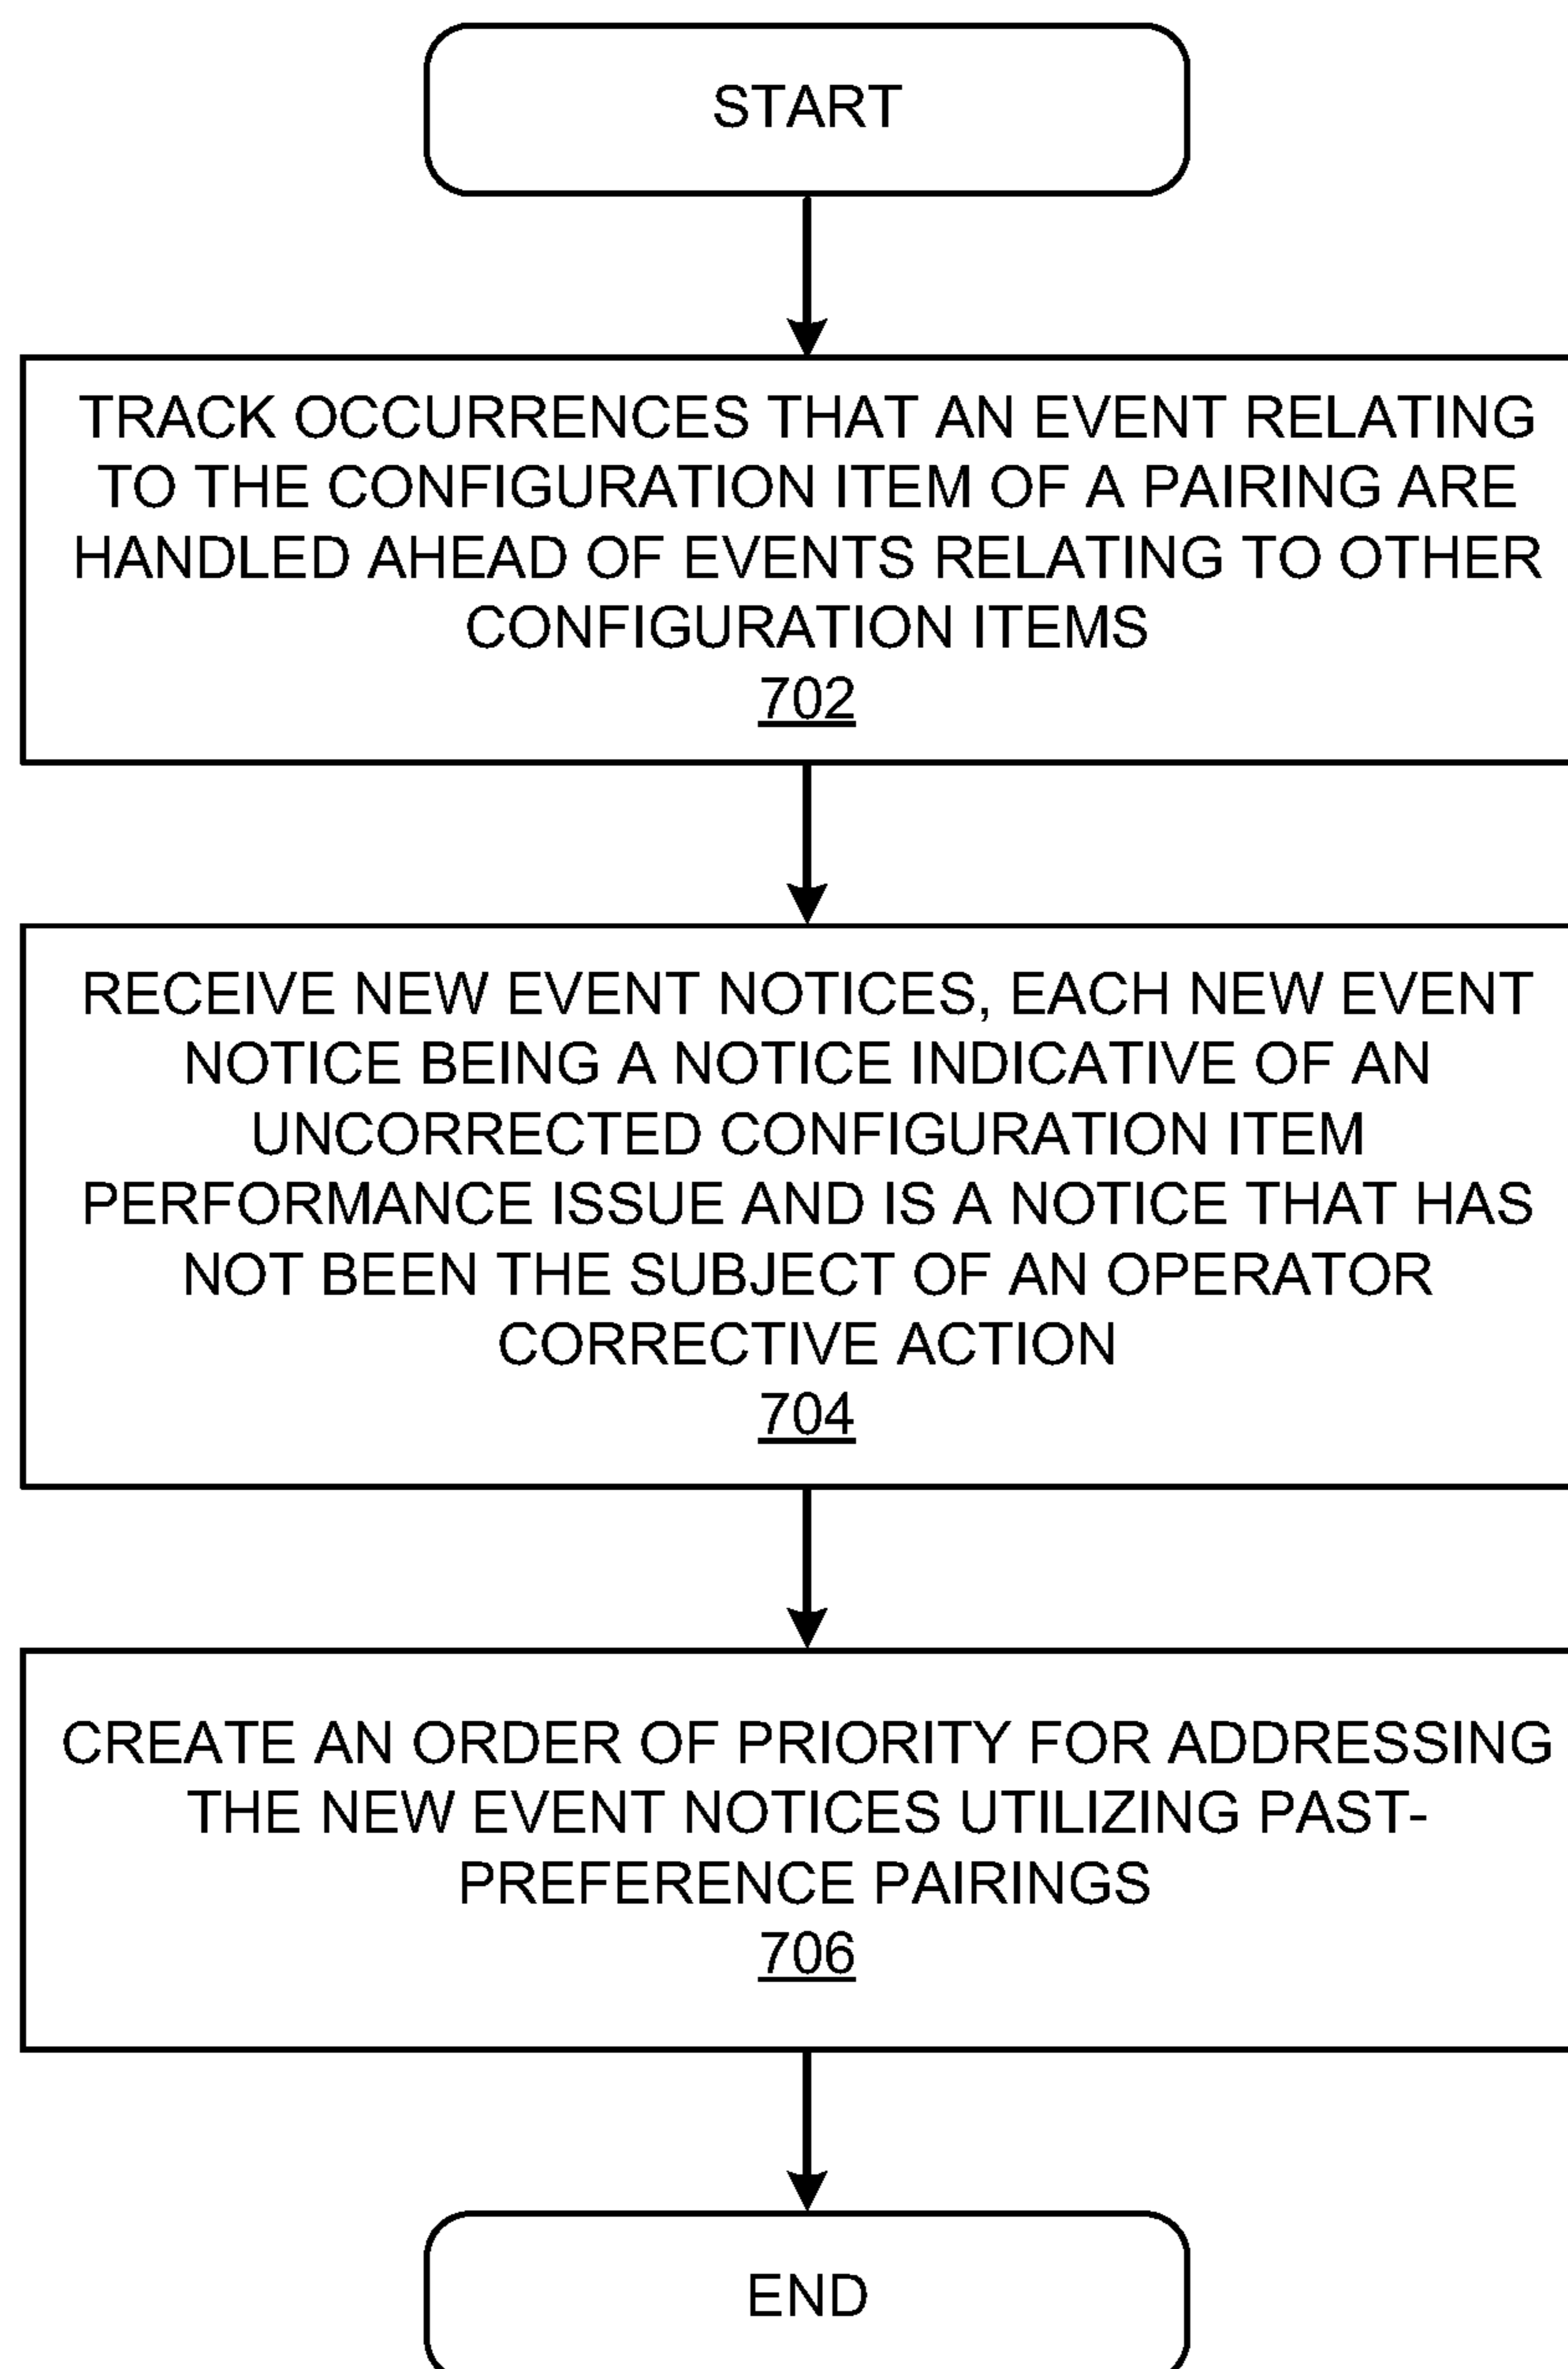 START
TRACK OCCURRENCES THAT AN EVENT RELATING
TO THE CONFIGURATION ITEM OF A PAIRING ARE
HANDLED AHEAD OF EVENTS RELATING TO OTHER
CONFIGURATION ITEMS
702
RECEIVE NEW EVENT NOTICES, EACH NEW EVENT
NOTICE BEING A NOTICE INDICATIVE OF AN
UNCORRECTED CONFIGURATION ITEM
PERFORMANCE ISSUE AND IS A NOTICE THAT HAS
NOT BEEN THE SUBJECT OF AN OPERATOR
CORRECTIVE ACTION
704
CREATE AN ORDER OF PRIORITY FOR ADDRESSING
THE NEW EVENT NOTICES UTILIZING PAST-
PREFERENCE PAIRINGS
706
END